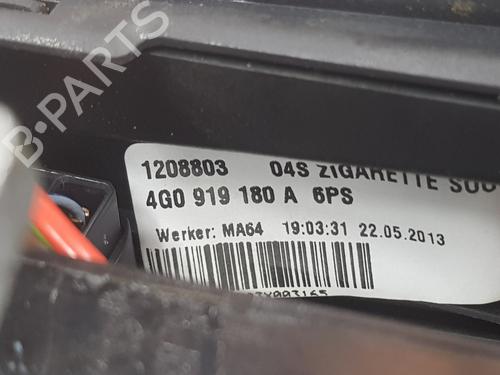 B-PARTS
1208803 04S ZIGARETTE
4G0 919 180 A 6PS
Werker: MA64 19:03:31 22.05.2013